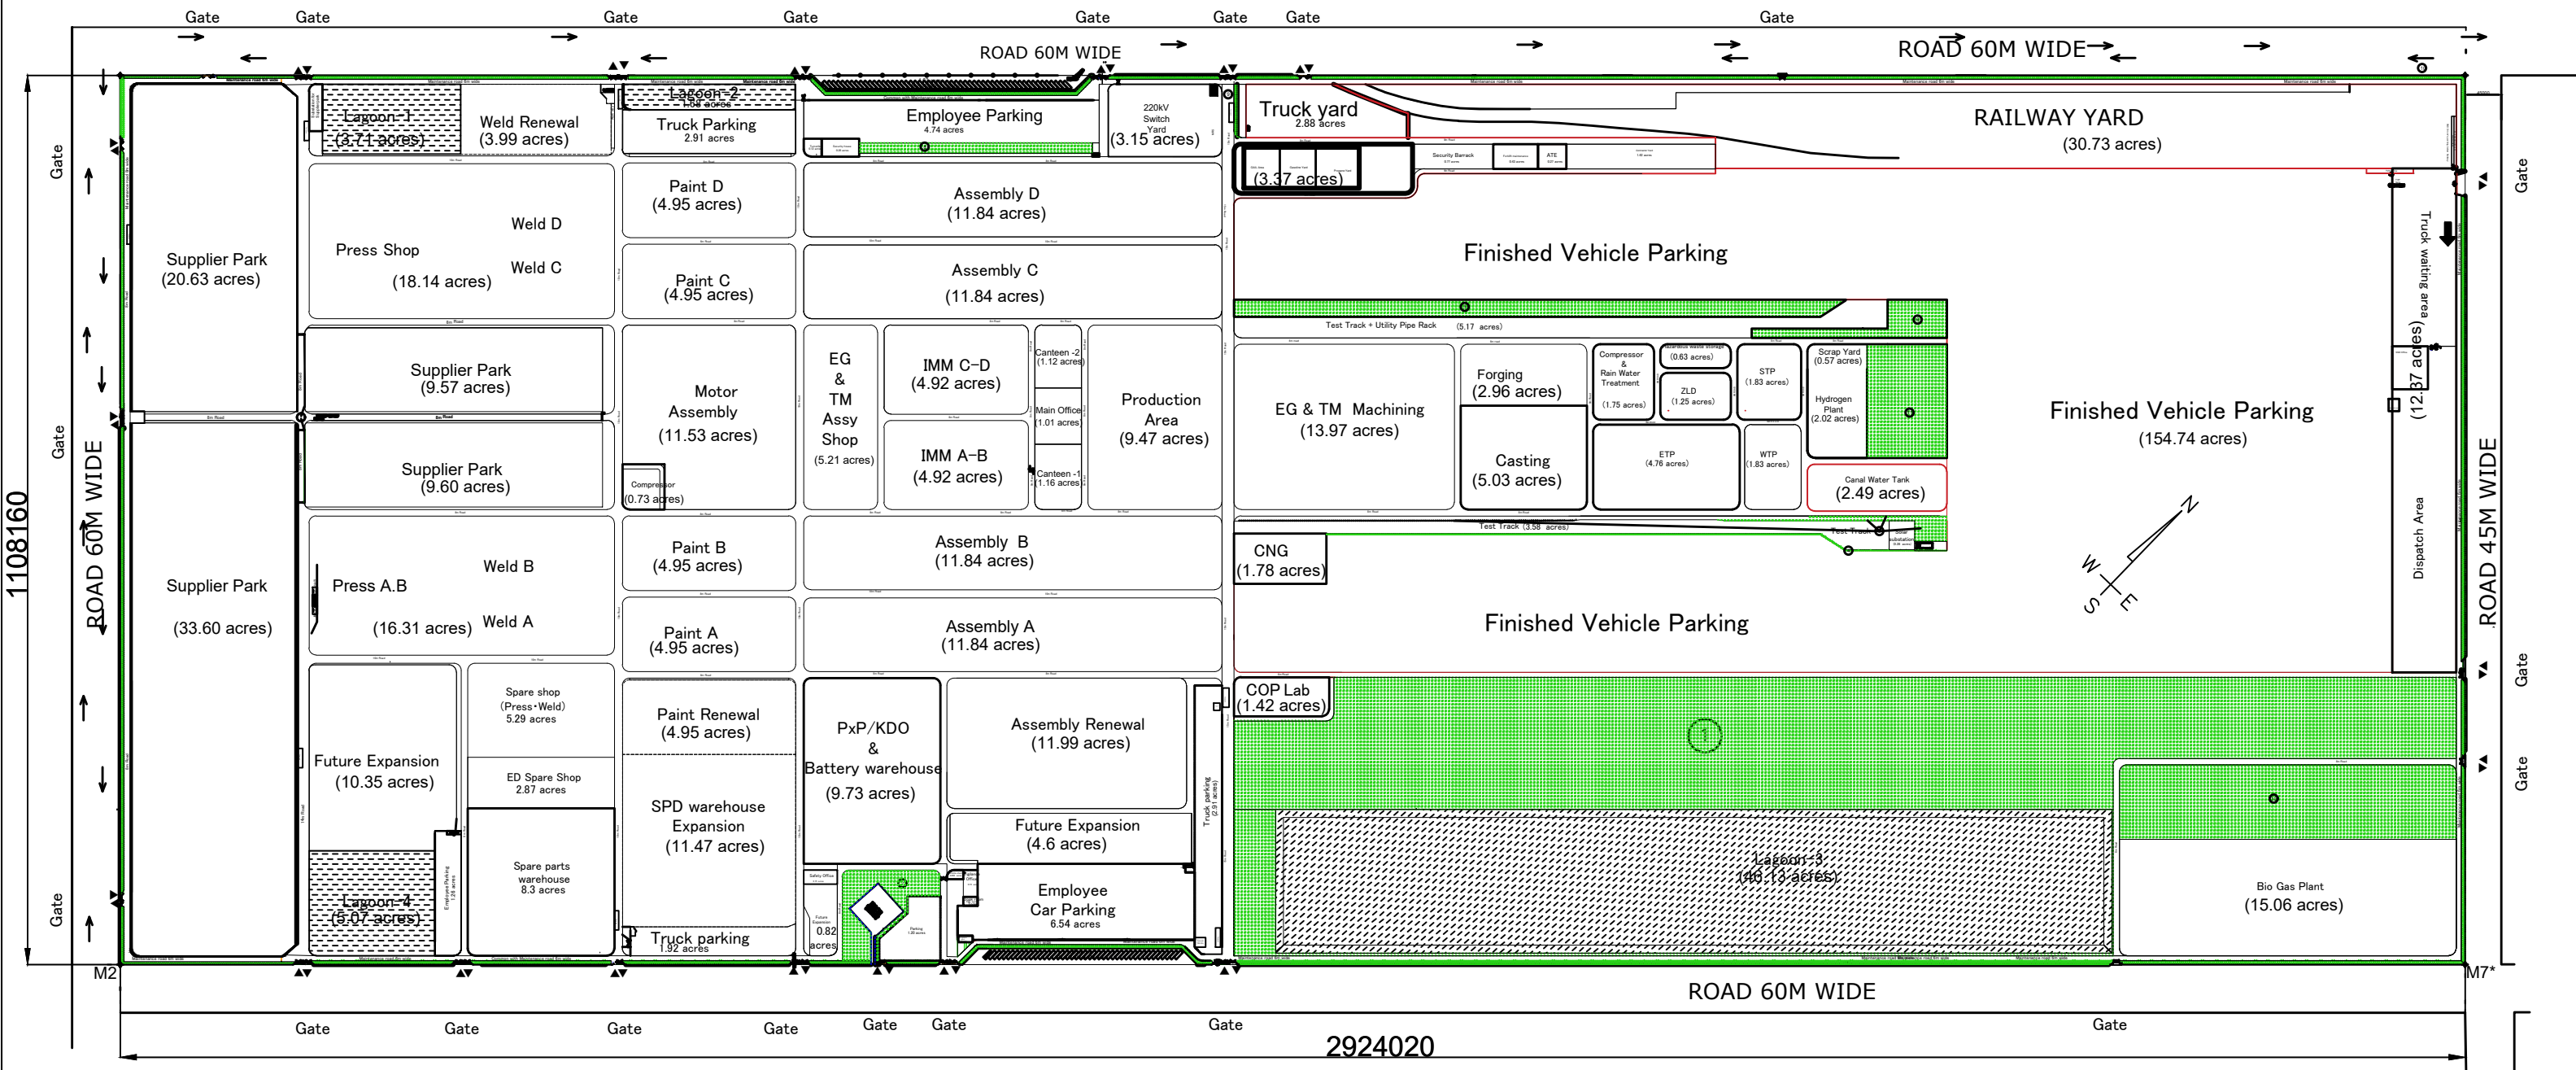 Gate
Gate
Gate
Gate
Gate
Gate
Gate
Gate
ROAD 60M WIDE
ROAD 60M WIDE
Gate
Gate
Gate
ROAD 60M WIDE
1108160
Supplier Park
(20.63 acres)
Supplier Park
(33.60 acres)
Lagoon-1
(3.71 acres)
Weld Renewal
(3.99 acres)
Lagoon-2
Truck Parking
2.91 acres
Employee Parking
4.74 acres
220kV
Switch
Yard
(3.15 acres)
Truck yard
2.88 acres
(3.37 acres)
Security Barrack
ATE
RAILWAY YARD
(30.73 acres)
Press Shop
Weld D
Weld C
(18.14 acres)
Paint D
(4.95 acres)
Paint C
(4.95 acres)
Assembly D
(11.84 acres)
Assembly C
(11.84 acres)
Finished Vehicle Parking
Test Track + Utility Pipe Rack
(5.17 acres)
Supplier Park
(9.57 acres)
8m Road
Supplier Park
(9.60 acres)
Motor
Assembly
(11.53 acres)
Compressor
(0.73 acres)
EG
&
TM
Assy
Shop
(5.21 acres)
IMM C-D
(4.92 acres)
IMM A-B
(4.92 acres)
Canteen -2
(1.12 acres)
Main Office
(1.01 acres)
Canteen -1
(1.16 acres)
Production
Area
(9.47 acres)
EG & TM Machining
(13.97 acres)
Forging
(2.96 acres)
Casting
(5.03 acres)
Compressor
&
Rain Water
Treatment
(1.75 acres)
(0.63 acres)
ZLD
(1.25 acres)
STP
(1.83 acres)
Scrap Yard
(0.57 acres)
Hydrogen
Plant
(2.02 acres)
ETP
(4.76 acres)
WTP
(1.83 acres)
Canal Water Tank
(2.49 acres)
Finished Vehicle Parking
(154.74 acres)
Truck waiting area
(12.87 acres)
Dispatch Area
N
W
S
E
Test Track (3.58 acres)
Test Track
CNG
(1.78 acres)
Press A.B
Weld B
Weld A
(16.31 acres)
Paint B
(4.95 acres)
Paint A
(4.95 acres)
Assembly B
(11.84 acres)
Assembly A
(11.84 acres)
Finished Vehicle Parking
COP Lab
(1.42 acres)
1
Future Expansion
(10.35 acres)
Lagoon-4
(5.07 acres)
Employee Parking
Spare shop
(Press・Weld)
5.29 acres
ED Spare Shop
2.87 acres
Spare parts
warehouse
8.3 acres
Paint Renewal
(4.95 acres)
SPD warehouse
Expansion
(11.47 acres)
Truck parking
1.92 acres
PxP/KDO
&
Battery warehouse
(9.73 acres)
Safety Office
Future
Expansion
0.82
acres
Parking
Assembly Renewal
(11.99 acres)
Future Expansion
(4.6 acres)
Employee
Car Parking
6.54 acres
Truck parking
(2.91 acres)
Lagoon-3
(46.13 acres)
Bio Gas Plant
(15.06 acres)
Gate
Gate
Gate
ROAD 45M WIDE
M2
M7*
ROAD 60M WIDE
Gate
Gate
Gate
Gate
Gate
Gate
Gate
Gate
2924020